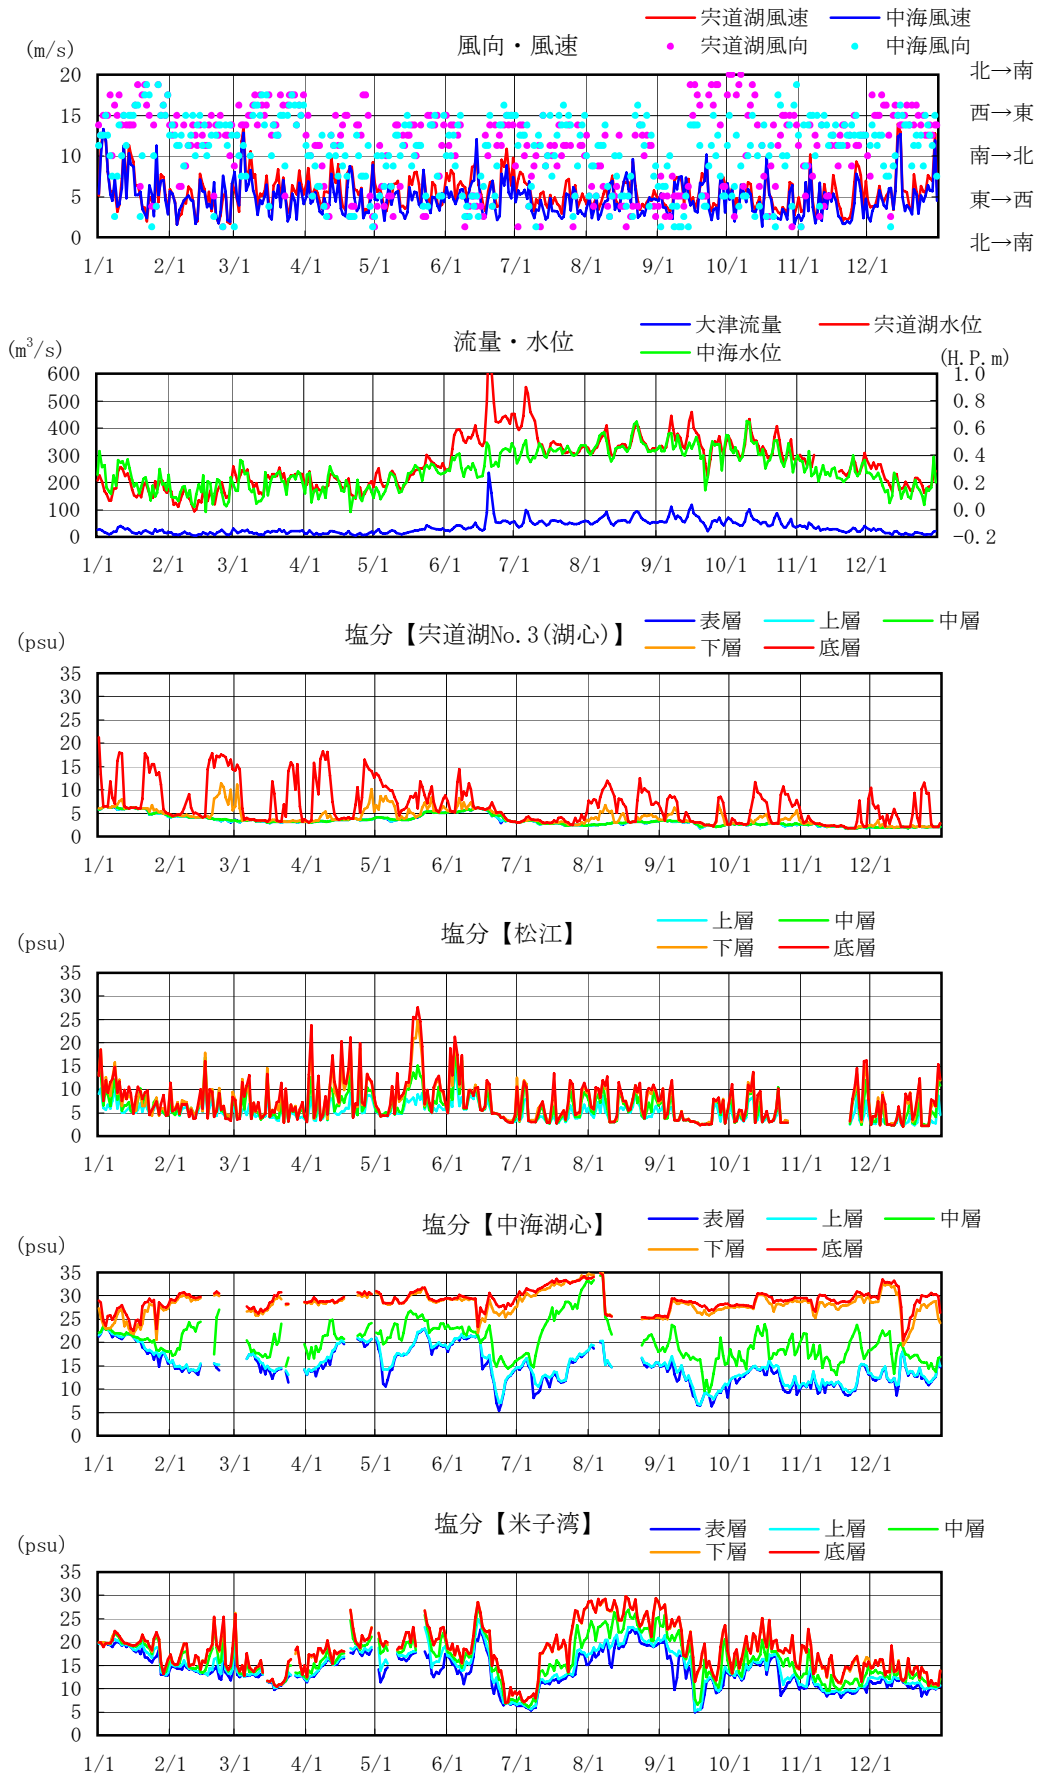 宍道湖風速 中海風速
(m/s) 風向・風速 宍道湖風向 中海風向
20 北→南
15 西→東
10 南→北
5 東→西
0 北→南
1/1 2/1 3/1 4/1 5/1 6/1 7/1 8/1 9/1 10/1 11/1 12/1
大津流量 宍道湖水位
(m³/s) 流量・水位 中海水位 (H.P.m)
600 1.0
500 0.8
400 0.6
300 0.4
200 0.2
100 0.0
0 -0.2
1/1 2/1 3/1 4/1 5/1 6/1 7/1 8/1 9/1 10/1 11/1 12/1
表層 上層 中層
(psu) 塩分【宍道湖No.3(湖心)】 下層 底層
35
30
25
20
15
10
5
0
1/1 2/1 3/1 4/1 5/1 6/1 7/1 8/1 9/1 10/1 11/1 12/1
上層 中層
(psu) 塩分【松江】 下層 底層
35
30
25
20
15
10
5
0
1/1 2/1 3/1 4/1 5/1 6/1 7/1 8/1 9/1 10/1 11/1 12/1
塩分【中海湖心】 表層 上層 中層
(psu) 下層 底層
35
30
25
20
15
10
5
0
1/1 2/1 3/1 4/1 5/1 6/1 7/1 8/1 9/1 10/1 11/1 12/1
塩分【米子湾】 表層 上層 中層
(psu) 下層 底層
35
30
25
20
15
10
5
0
1/1 2/1 3/1 4/1 5/1 6/1 7/1 8/1 9/1 10/1 11/1 12/1